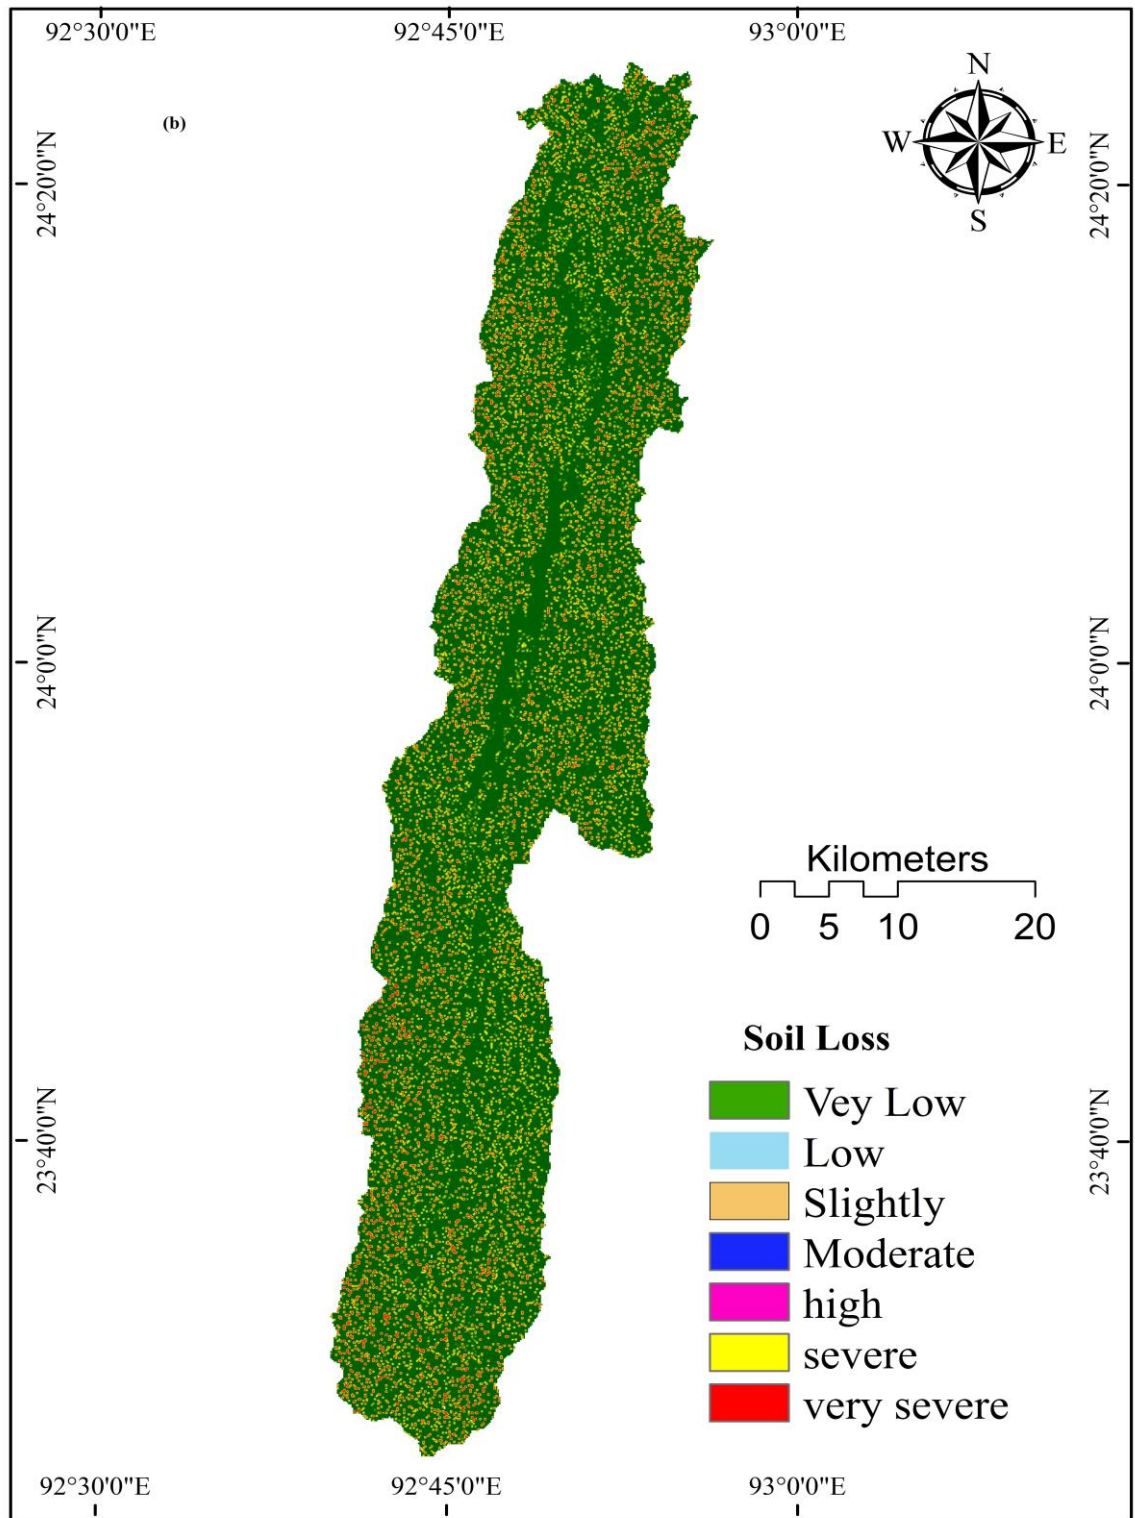 92°30'0"E 92°45'0"E 93°0'0"E
N
(b)
W E
S
24°20'0"N 24°20'0"N
24°0'0"N 24°0'0"N
Kilometers
0 5 10 20
Soil Loss
Vey Low
Low
Slightly
Moderate
high
severe
very severe
23°40'0"N 23°40'0"N
92°30'0"E 92°45'0"E 93°0'0"E